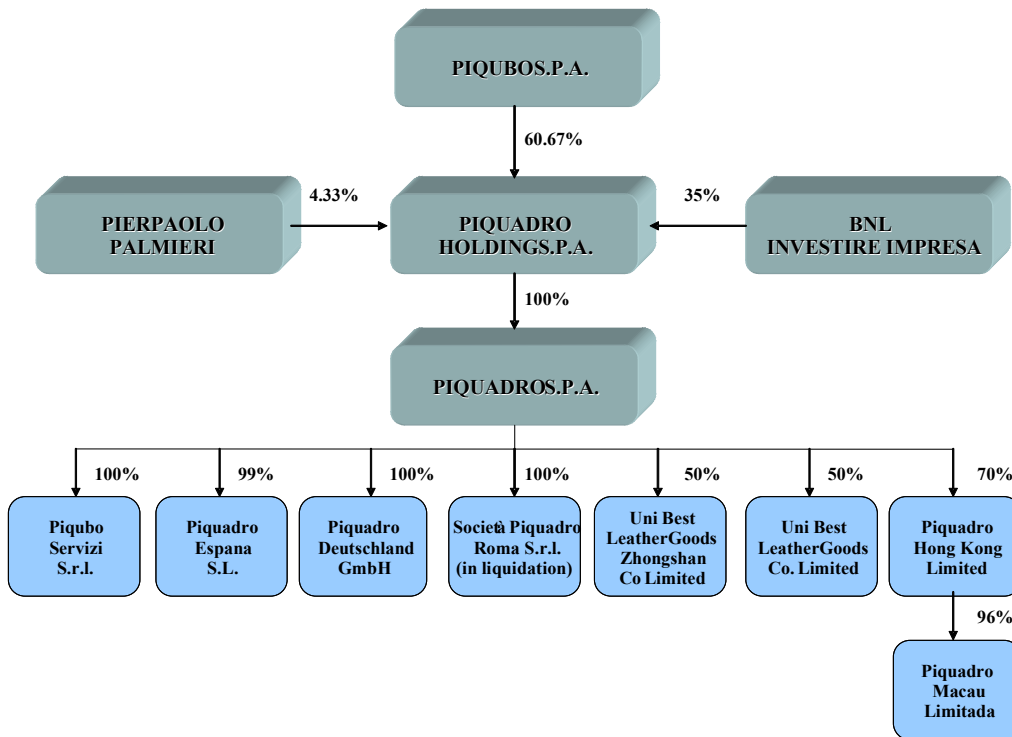 PIQUBOS.P.A.
60.67%
4.33%
35%
PIERPAOLO
PALMIERI
PIQUADRO
HOLDINGS.P.A.
BNL
INVESTIRE IMPRESA
100%
PIQUADROS.P.A.
100%
99%
100%
100%
50%
50%
70%
Piqubo
Servizi
S.r.l.
Piquadro
Espana
S.L.
Piquadro
Deutschland
GmbH
Società Piquadro
Roma S.r.l.
(in liquidation)
Uni Best
LeatherGoods
Zhongshan
Co Limited
Uni Best
LeatherGoods
Co. Limited
Piquadro
Hong Kong
Limited
96%
Piquadro
Macau
Limitada